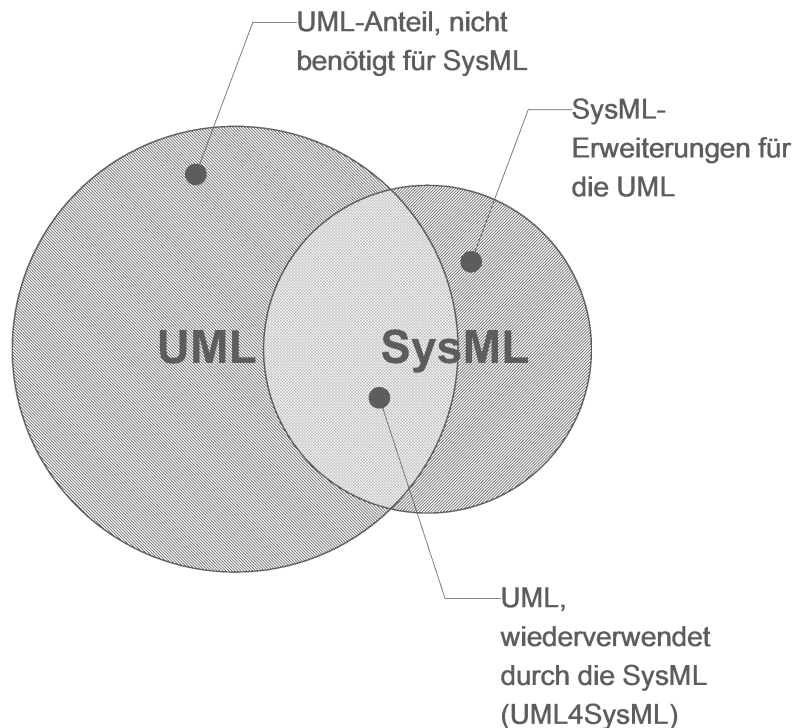 UML-Anteil, nicht
benötigt für SysML
SysML-
Erweiterungen für
die UML
UML
SysML
UML,
wiederverwendet
durch die SysML
(UML4SysML)